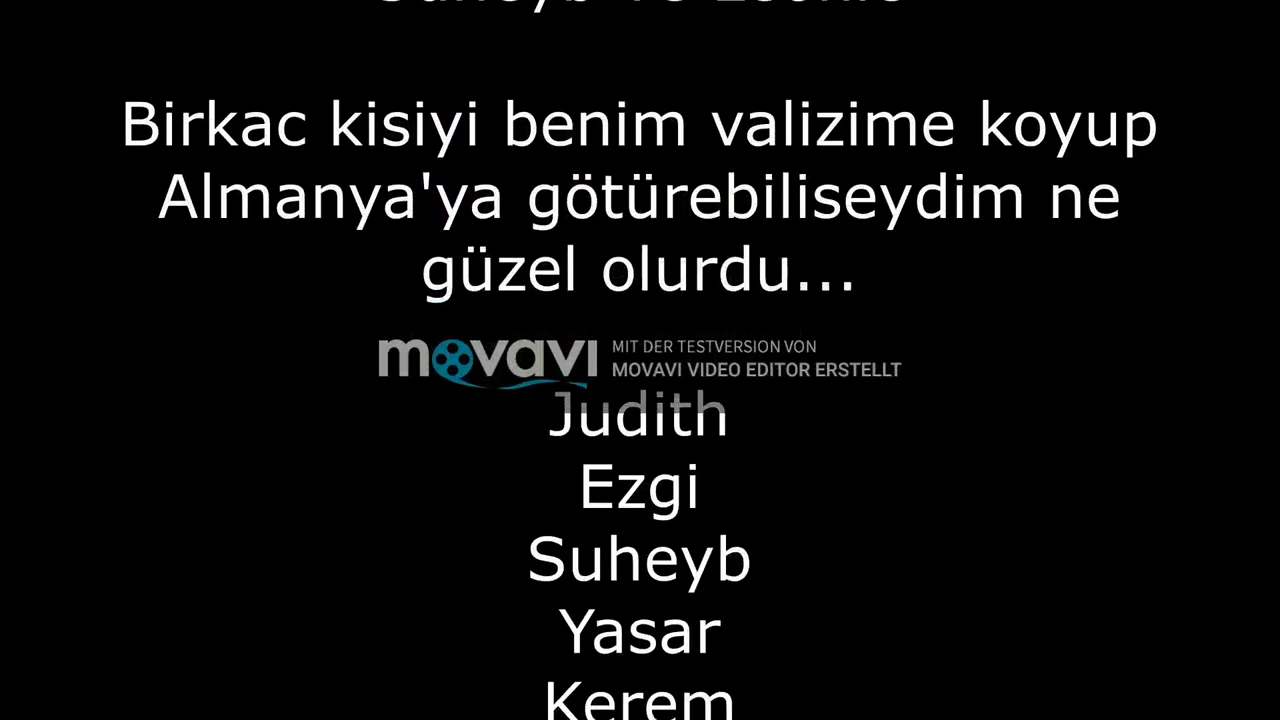 Birkac kisiyi benim valizime koyup
Almanya'ya götürebiliseydim ne
güzel olurdu...
movavi
MIT DER TESTVERSION VON
MOVAVI VIDEO EDITOR ERSTELLT
Judith
Ezgi
Suheyb
Yasar
Kerem